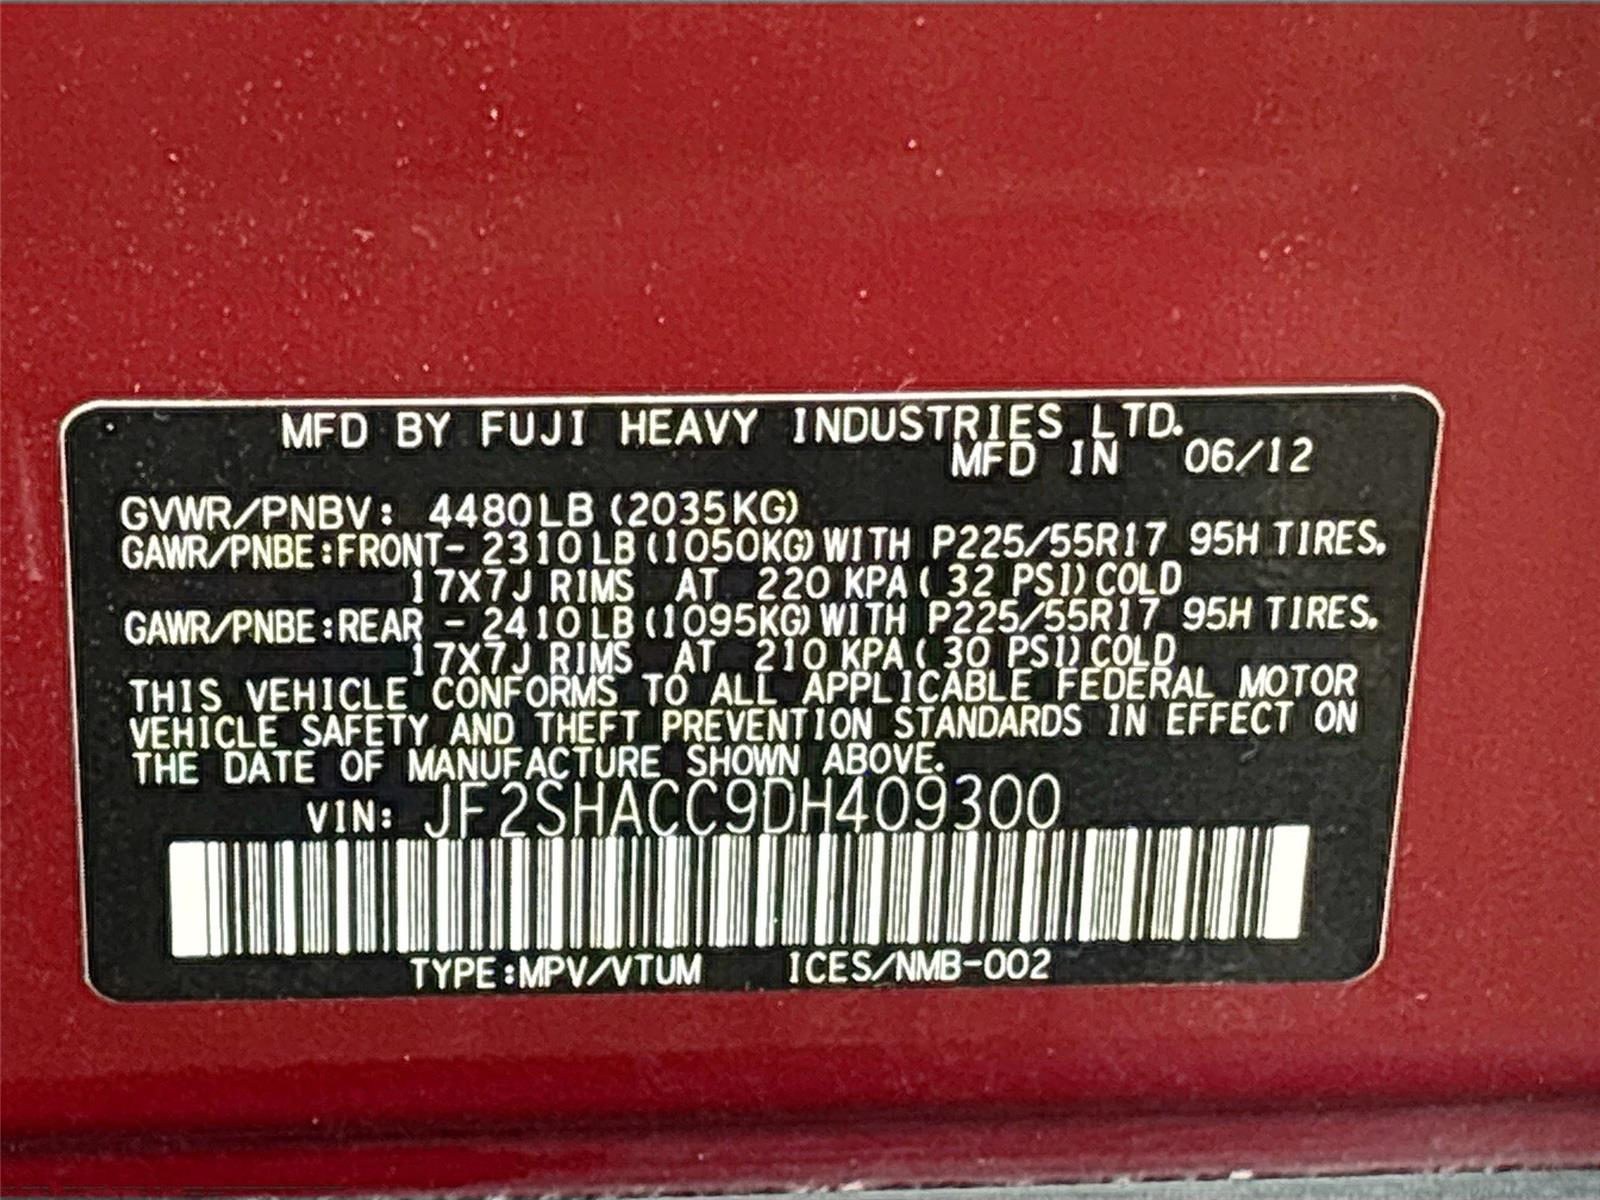 MFD BY FUJI HEAVY INDUSTRIES LTD.
MFD IN 06/12
GVWR/PNBV: 4480LB (2035KG)
GAWR/PNBE:FRONT- 2310LB (1050KG) WITH P225/55R17 95H TIRES.
17X7J RIMS AT 220 KPA ( 32 PSI) COLD
GAWR/PNBE:REAR - 2410LB (1095KG) WITH P225/55R17 95H TIRES.
17X7J RIMS AT 210 KPA ( 30 PSI) COLD
THIS VEHICLE CONFORMS TO ALL APPLICABLE FEDERAL MOTOR
VEHICLE SAFETY AND THEFT PREVENTION STANDARDS IN EFFECT ON
THE DATE OF MANUFACTURE SHOWN ABOVE.
VIN: JF2SHACC9DH409300
TYPE:MPV/VTUM ICES/NMB-002